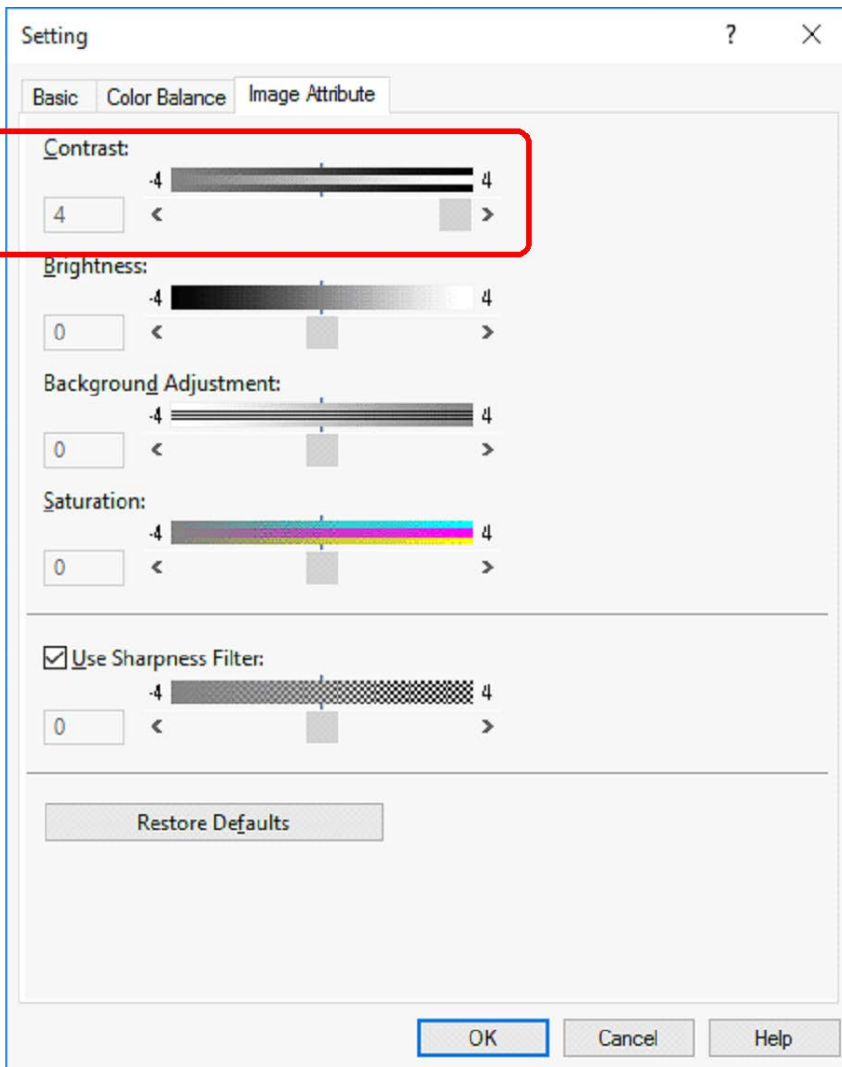 Setting ?
Basic Color Balance Image Attribute
Contrast:
-4 4
4 < >
Brightness:
-4 4
0 < >
Background Adjustment:
-4 4
0 < >
Saturation:
-4 4
0 < >
Use Sharpness Filter:
-4 4
0 < >
Restore Defaults
OK Cancel Help